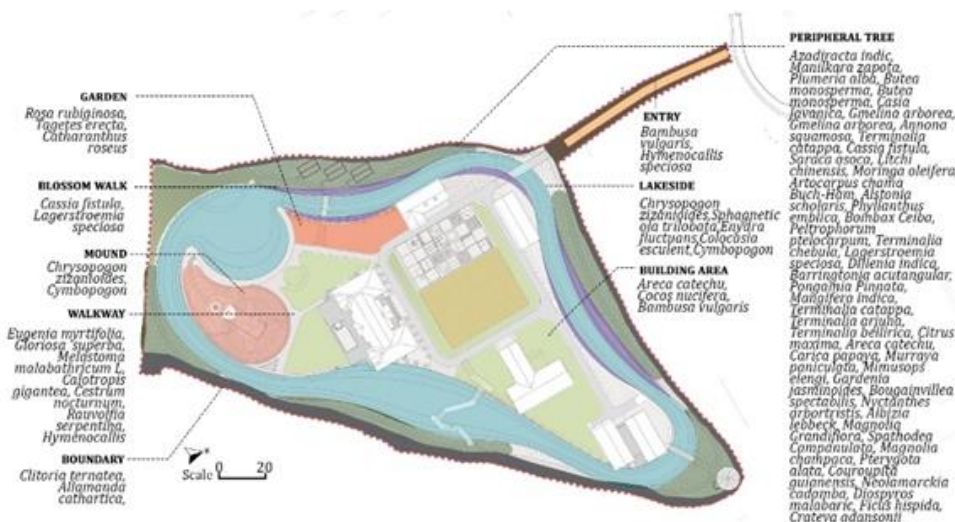 GARDEN
Rosa rubiginosa,
Tagetes erecta,
Catharanthus
roseus
BLOSSOM WALK
Cassia fistula,
Lagerstroemia
speciosa
MOUND
Chrysopogon
zizanioides,
Cymbopogon
WALKWAY
Eugenia myrtifolia,
Gloriosa superba,
Melastoma
malabathricum L,
Calotropis
gigantea, Cestrum
nocturnum,
Rauvolfia
serpentina,
Hymenocallis
BOUNDARY
Clitoria ternatea,
Allamanda
cathartica,
Scale 0 20
ENTRY
Bambusa
vulgaris,
Hymenocallis
speciosa
LAKESIDE
Chrysopogon
zizanioides,Sphagnetic
ola trilobata,Enydra
fluctuans,Colocasia
esculent,Cymbopogon
BUILDING AREA
Areca catechu,
Cocos nucifera,
Bambusa vulgaris
PERIPHERAL TREE
Azadiracta indic,
Manilkara zapota,
Plumeria alba, Butea
monosperma, Butea
monosperma, Casia
javanica, Gmelina arborea,
Gmelina arborea, Annona
squamosa, Terminalia
catappa, Cassia fistula,
Saraca asoca, Litchi
chinensis, Moringa oleifera,
Artocarpus chama
Buch-Ham, Alstonia
scholaris, Phyllanthus
emblica, Bombax Ceiba,
Peltrophorum
ptelocarpum, Terminalia
chebula, Lagerstroemia
speciosa, Dillenia indica,
Barringtonia acutangular,
Pongamia Pinnata,
Mangifera Indica,
Terminalia catappa,
Terminalia arjuna,
Terminalia bellirica, Citrus
maxima, Areca catechu,
Carica papaya, Murraya
paniculata, Mimusops
elengi, Gardenia
jasminoides, Bougainvillea
spectabilis, Nyctanthes
arbortristis, Albizia
lebbeck, Magnolia
Grandiflora, Spathodea
Campanulata, Magnolia
champaca, Pterygota
alata, Couroupita
guianensis, Neolamarckia
cadamba, Diospyros
malabaric, Ficus hispida,
Crateva adansonii